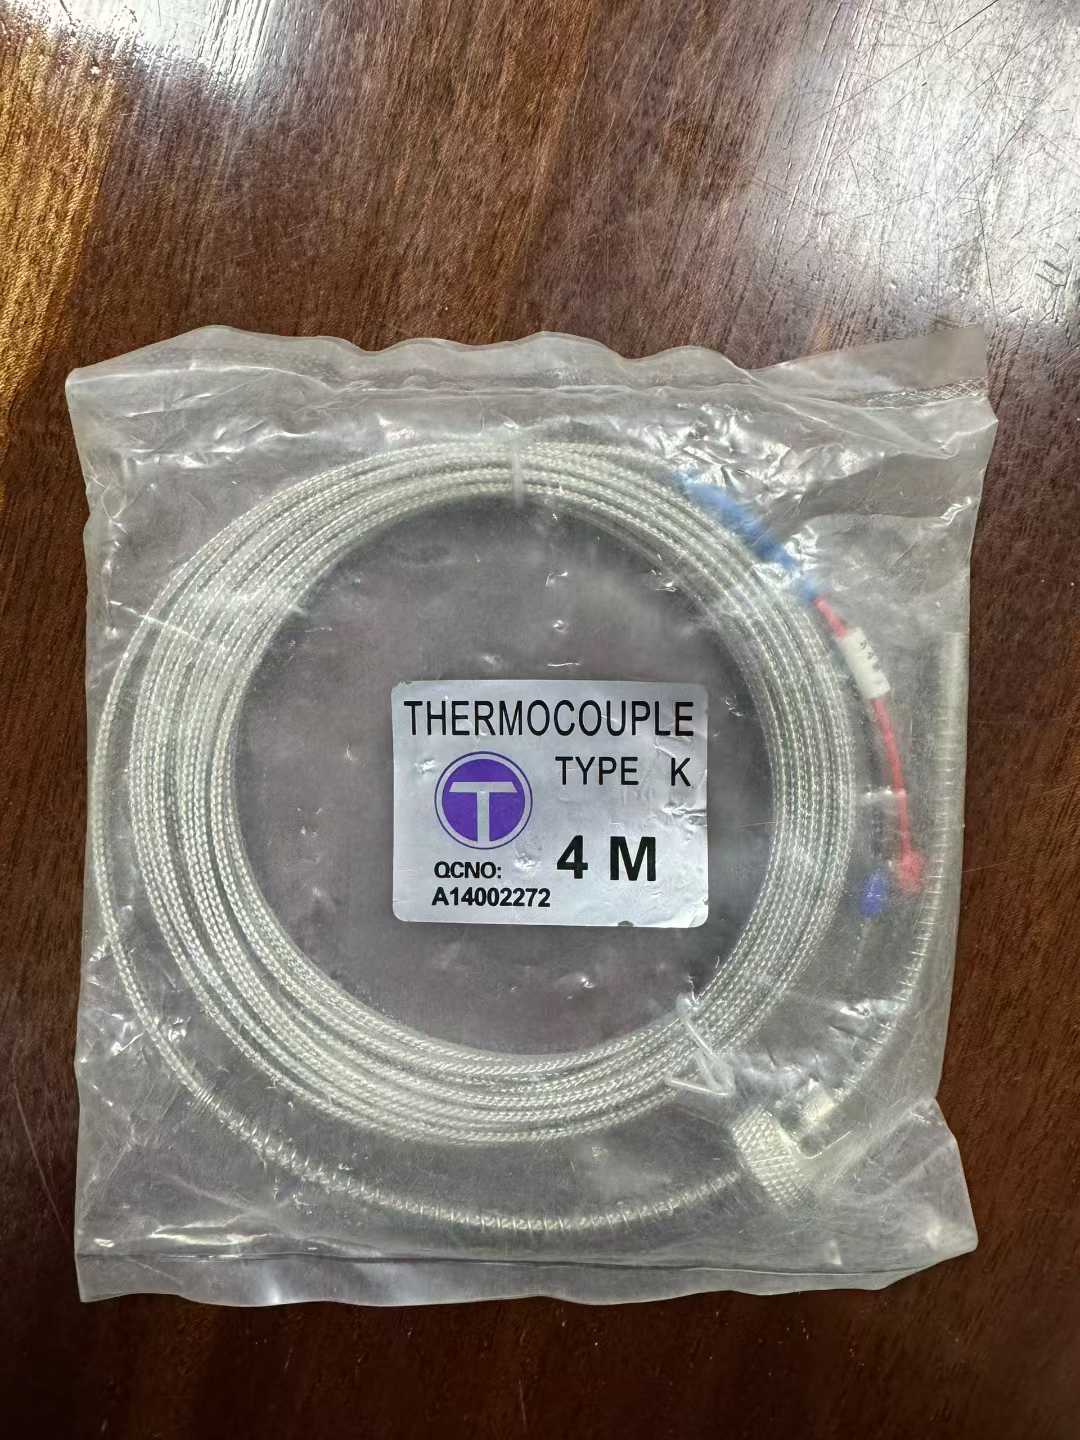 THERMOCOUPLE
TYPE K
T
4 M
QCNO:
A14002272